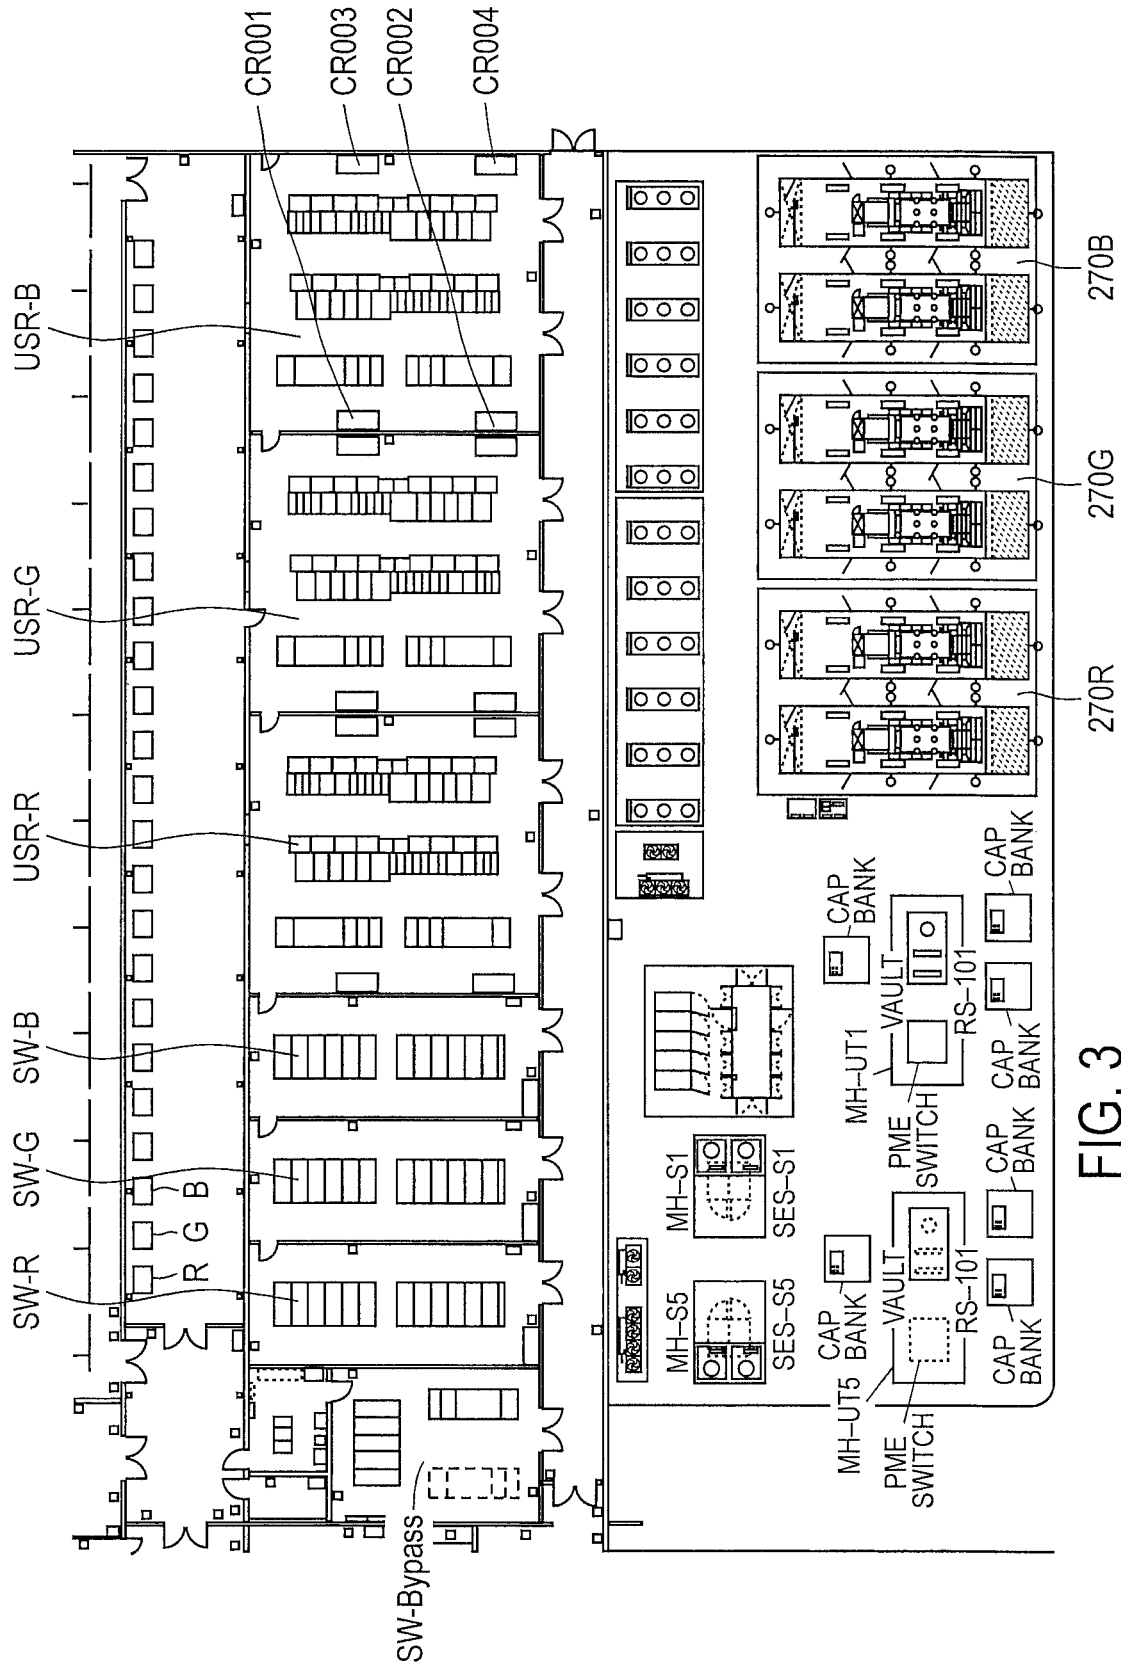 SW-R
SW-G
SW-B
USR-R
USR-G
USR-B
R
G
B
CR001
CR003
CR002
CR004
SW-Bypass
MH-S5
SES-S5
MH-S1
SES-S1
CAP
BANK
MH-UT5
VAULT
RS-101
PME
SWITCH
CAP
BANK
CAP
BANK
CAP
BANK
MH-UT1
VAULT
RS-101
PME
SWITCH
CAP
BANK
CAP
BANK
270R
270G
270B
FIG. 3